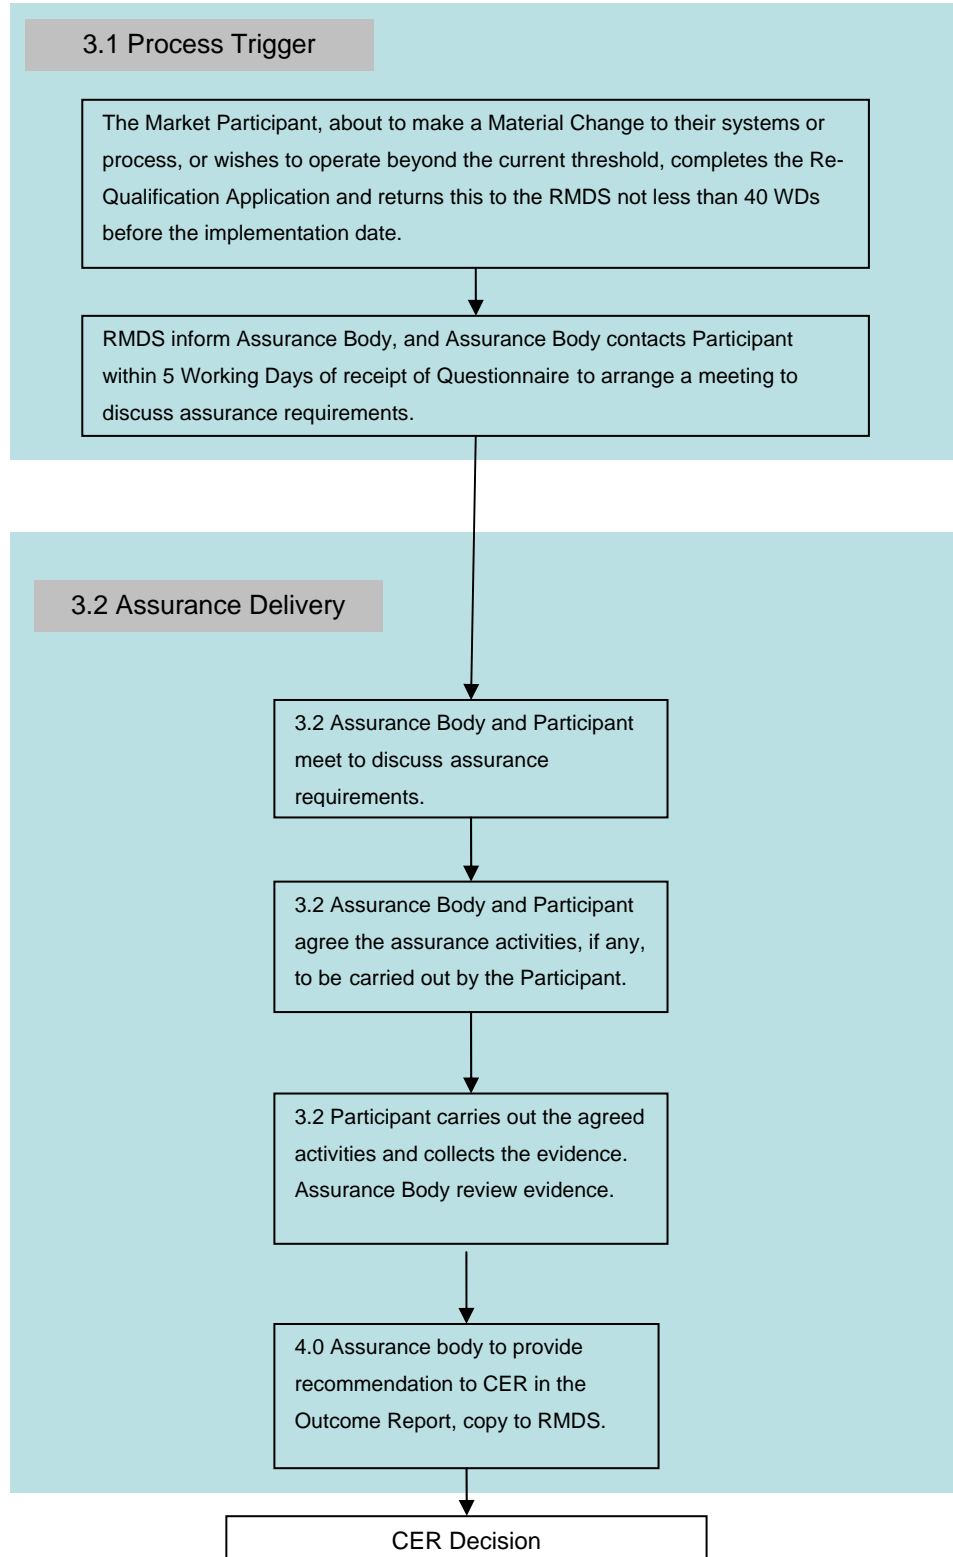 3.1 Process Trigger
The Market Participant, about to make a Material Change to their systems or
process, or wishes to operate beyond the current threshold, completes the Re-
Qualification Application and returns this to the RMDS not less than 40 WDs
before the implementation date.
RMDS inform Assurance Body, and Assurance Body contacts Participant
within 5 Working Days of receipt of Questionnaire to arrange a meeting to
discuss assurance requirements.
3.2 Assurance Delivery
3.2 Assurance Body and Participant
meet to discuss assurance
requirements.
3.2 Assurance Body and Participant
agree the assurance activities, if any,
to be carried out by the Participant.
3.2 Participant carries out the agreed
activities and collects the evidence.
Assurance Body review evidence.
4.0 Assurance body to provide
recommendation to CER in the
Outcome Report, copy to RMDS.
CER Decision